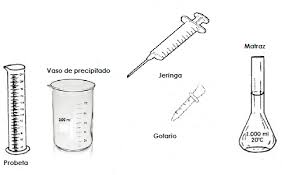 Matraz
Vaso de precipitado
Jeringa
500 ml
Gotario
1.000 ml
20°C
Probeta